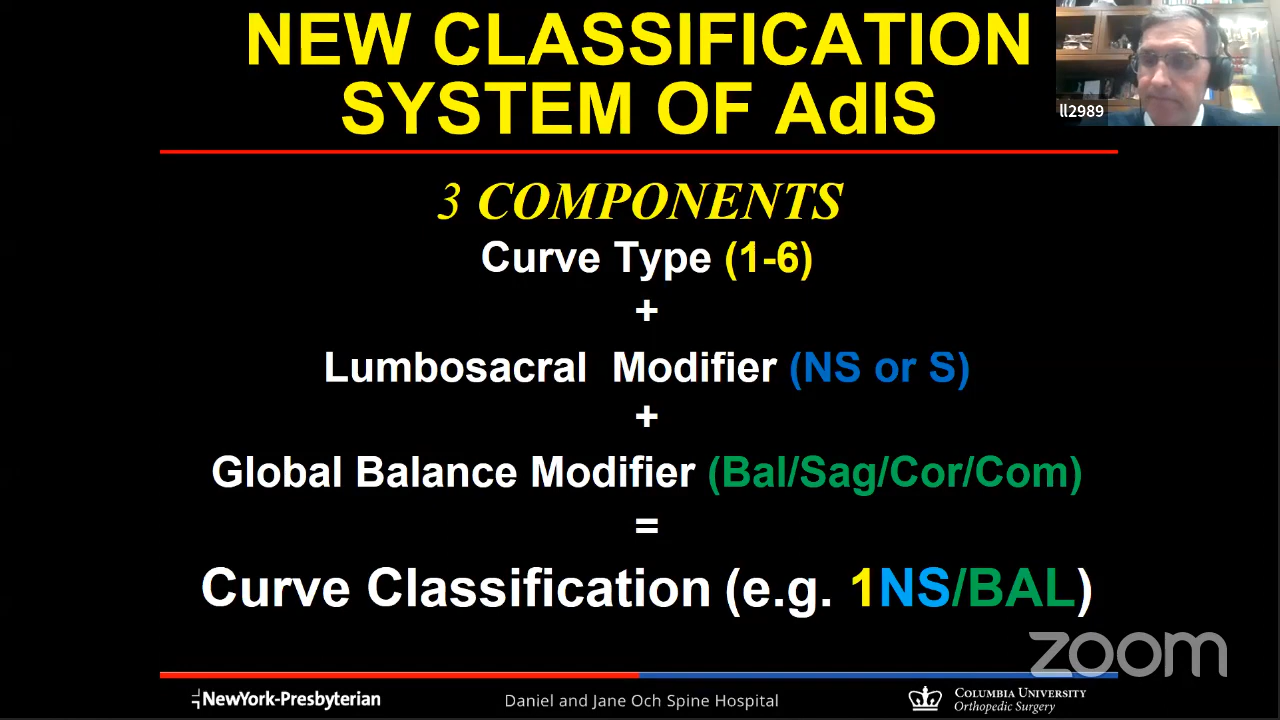 NEW CLASSIFICATION
SYSTEM OF AdIS
ll2989
3 COMPONENTS
Curve Type (1-6)
+
Lumbosacral Modifier (NS or S)
+
Global Balance Modifier (Bal/Sag/Cor/Com)
=
Curve Classification (e.g. 1NS/BAL)
zoom
NewYork-Presbyterian
Daniel and Jane Och Spine Hospital
COLUMBIA UNIVERSITY
Orthopedic Surgery